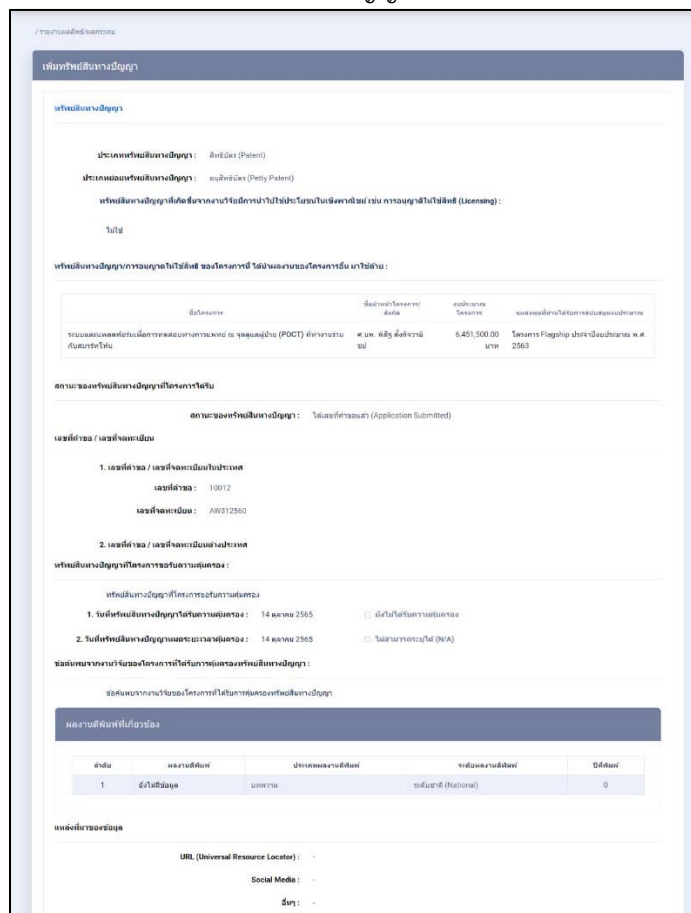 / รายงานผลลัพธ์/ผลกระทบ
เพิ่มทรัพย์สินทางปัญญา
ทรัพย์สินทางปัญญา
ประเภททรัพย์สินทางปัญญา : สิทธิบัตร (Patent)
ประเภทย่อยทรัพย์สินทางปัญญา : อนุสิทธิบัตร (Petty Patent)
ทรัพย์สินทางปัญญาที่เกิดขึ้นจากงานวิจัยมีการนำไปใช้ประโยชน์ในเชิงพาณิชย์ เช่น การอนุญาติให้ใช้สิทธิ (Licensing) :
ไม่ใช่
ทรัพย์สินทางปัญญา/การอนุญาตให้ใช้สิทธิ ของโครงการนี้ ได้นำผลงานของโครงการอื่น มาใช้ด้วย :
ชื่อโครงการ ชื่อหัวหน้าโครงการ/ งบประมาณ
สังกัด โครงการ แหล่งทุนที่ท่านได้รับการสนับสนุนงบประมาณ
ระบบแลบแพลตฟอร์มเพื่อการทดสอบทางการแพทย์ ณ จุดดูแลผู้ป่วย (POCT) ที่ทำงานร่วม ศ.นพ. พิสิฐ ตั้งกิจวานิ 6,451,500.00 โครงการ Flagship ประจำปีงบประมาณ พ.ศ.
กับสมาร์ทโฟน ชย์ บาท 2563
สถานะของทรัพย์สินทางปัญญาที่โครงการได้รับ
สถานะของทรัพย์สินทางปัญญา : ได้เลขที่คำขอแล้ว (Application Submitted)
เลขที่คำขอ / เลขที่จดทะเบียน
1. เลขที่คำขอ / เลขที่จดทะเบียนในประเทศ
เลขที่คำขอ : 10012
เลขที่จดทะเบียน : AW312560
2. เลขที่คำขอ / เลขที่จดทะเบียนต่างประเทศ
ทรัพย์สินทางปัญญาที่โครงการขอรับความคุ้มครอง :
ทรัพย์สินทางปัญญาที่โครงการขอรับความคุ้มครอง
1. วันที่ทรัพย์สินทางปัญญาได้รับความคุ้มครอง : 14 ตุลาคม 2565 ยังไม่ได้รับความคุ้มครอง
2. วันที่ทรัพย์สินทางปัญญาหมดระยะเวลาคุ้มครอง : 14 ตุลาคม 2565 ไม่สามารถระบุได้ (N/A)
ข้อค้นพบจากงานวิจัยของโครงการที่ได้รับการคุ้มครองทรัพย์สินทางปัญญา :
ข้อค้นพบจากงานวิจัยของโครงการที่ได้รับการคุ้มครองทรัพย์สินทางปัญญา
ผลงานตีพิมพ์ที่เกี่ยวข้อง
ลำดับ ผลงานตีพิมพ์ ประเภทผลงานตีพิมพ์ ระดับผลงานตีพิมพ์ ปีที่พิมพ์
1 ยังไม่มีข้อมูล บทความ ระดับชาติ (National) 0
แหล่งที่มาของข้อมูล
URL (Universal Resource Locator) : -
Social Media : -
อื่นๆ : -